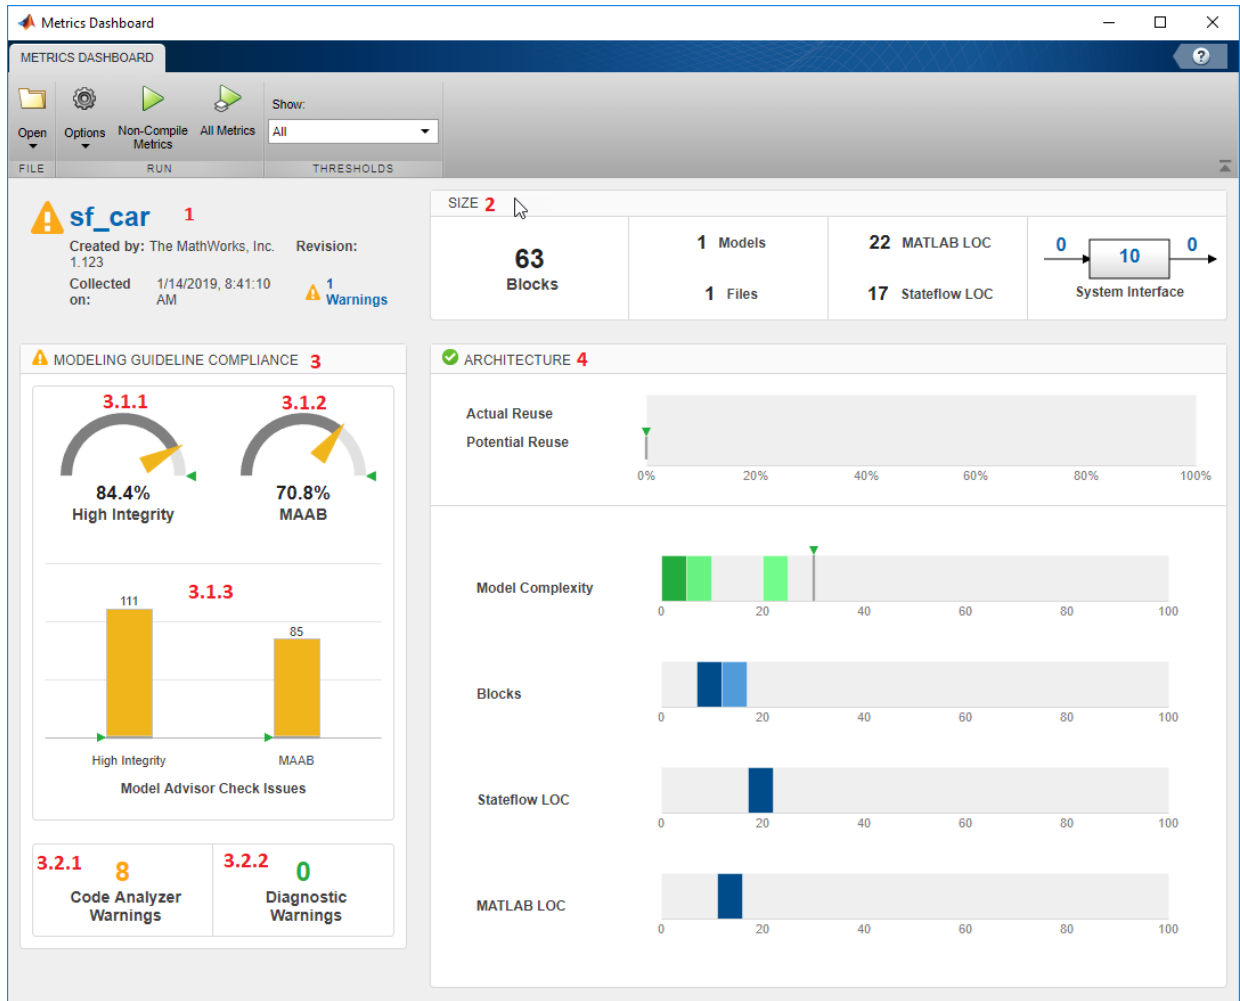 Metrics Dashboard
METRICS DASHBOARD
?
Open
Options
Non-Compile
Metrics
All Metrics
Show:
All
FILE
RUN
THRESHOLDS
sf_car 1
Created by: The MathWorks, Inc. Revision:
1.123
Collected 1/14/2019, 8:41:10
on: AM
1
Warnings
SIZE 2
63
Blocks
1 Models
1 Files
22 MATLAB LOC
17 Stateflow LOC
0 10 0
System Interface
MODELING GUIDELINE COMPLIANCE 3
3.1.1 3.1.2
84.4% 70.8%
High Integrity MAAB
3.1.3
111
85
High Integrity MAAB
Model Advisor Check Issues
3.2.1 8
Code Analyzer
Warnings
3.2.2 0
Diagnostic
Warnings
ARCHITECTURE 4
Actual Reuse
Potential Reuse
0% 20% 40% 60% 80% 100%
Model Complexity
0 20 40 60 80 100
Blocks
0 20 40 60 80 100
Stateflow LOC
0 20 40 60 80 100
MATLAB LOC
0 20 40 60 80 100